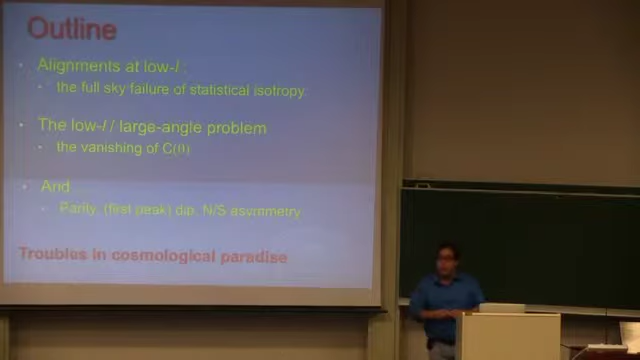 Outline
• Alignments at low-l :
• the full sky failure of statistical isotropy
• The low-l / large-angle problem
• the vanishing of C(θ)
• And
• Parity, (first peak) dip, N/S asymmetry
Troubles in cosmological paradise